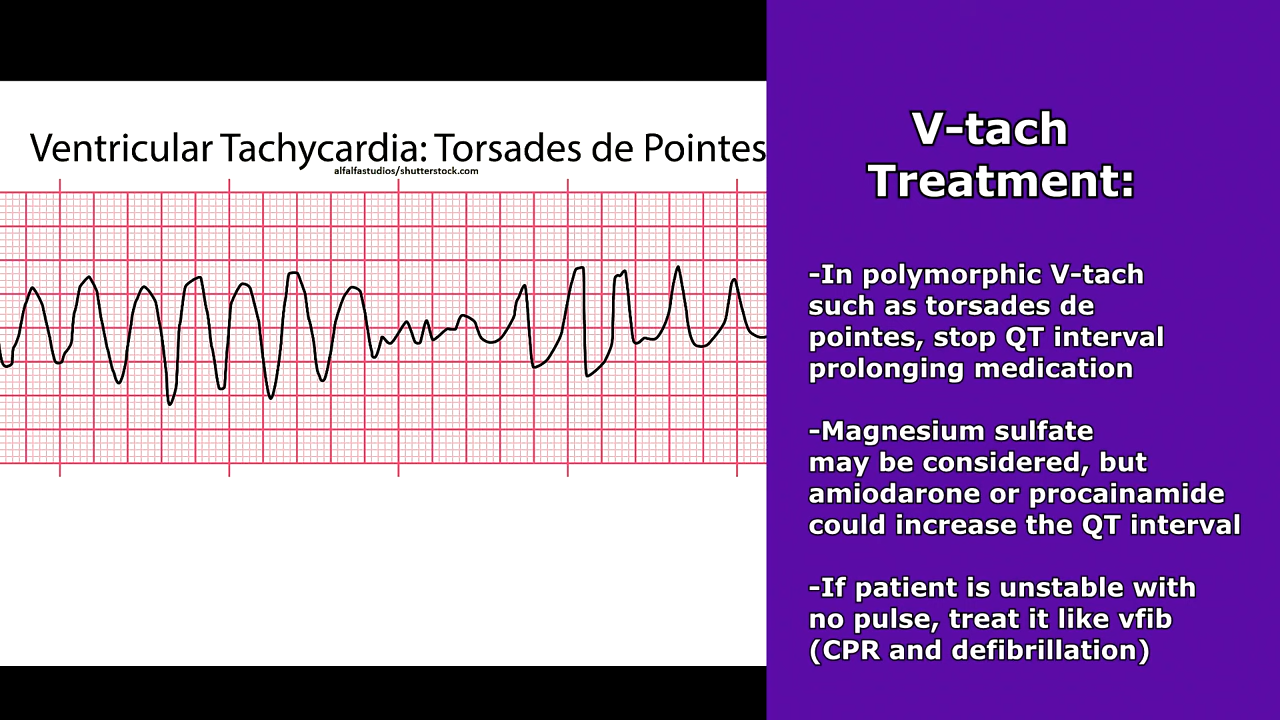 Ventricular Tachycardia: Torsades de Pointes
alfalfastudios/shutterstock.com
V-tach
Treatment:
-In polymorphic V-tach
such as torsades de
pointes, stop QT interval
prolonging medication
-Magnesium sulfate
may be considered, but
amiodarone or procainamide
could increase the QT interval
-If patient is unstable with
no pulse, treat it like vfib
(CPR and defibrillation)